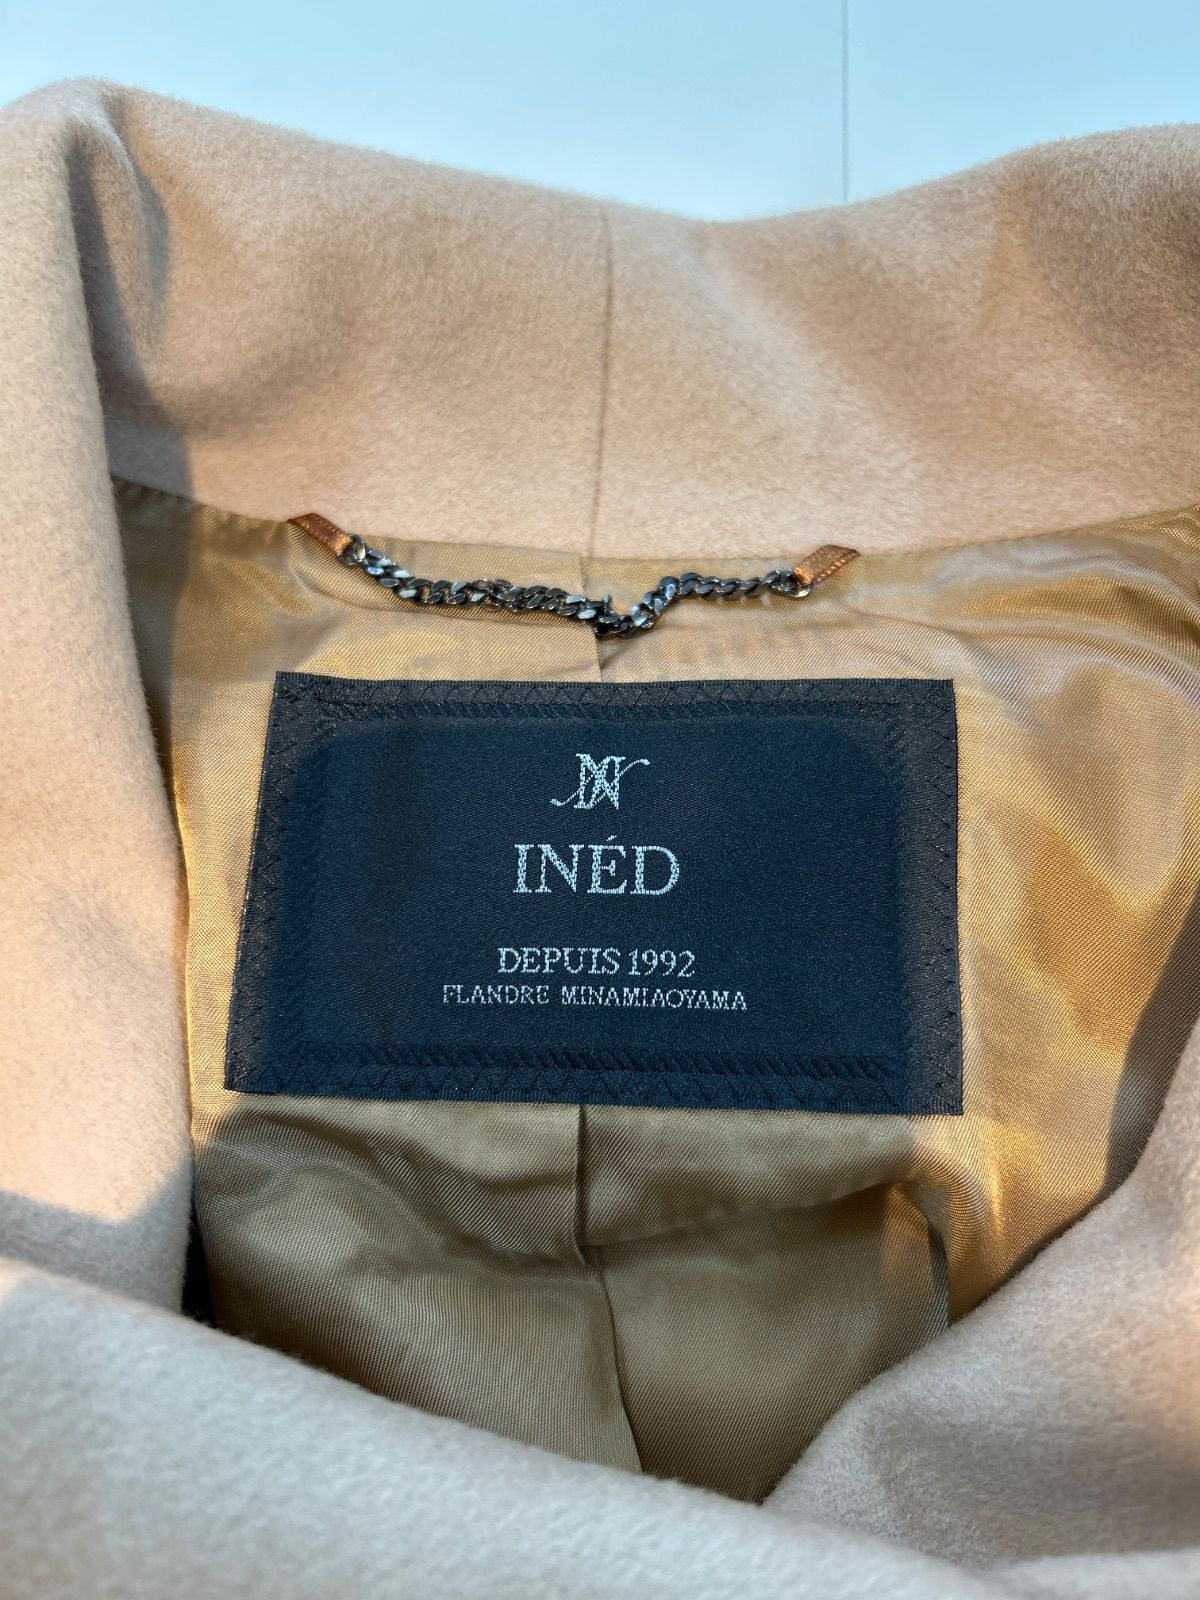 INÉD
DEPUIS 1992
FLANDRE MINAMIAOYAMA